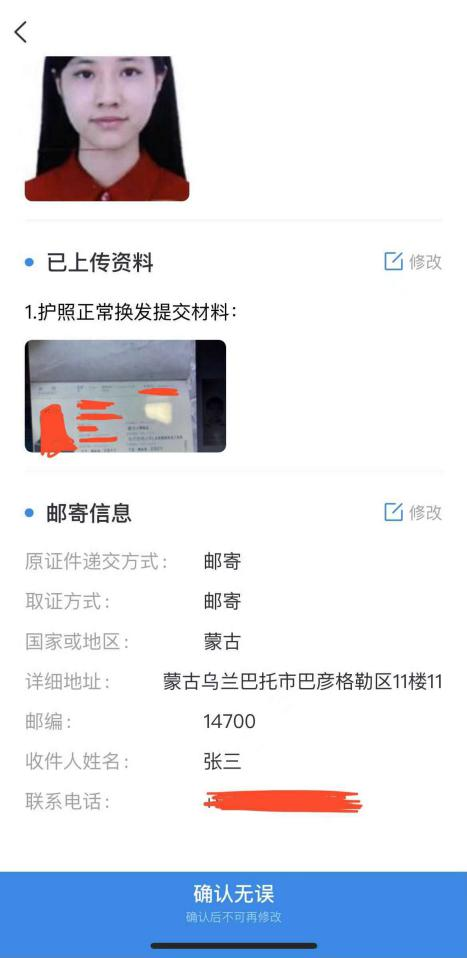 已上传资料
修改
1.护照正常换发提交材料：
邮寄信息
修改
原证件递交方式： 邮寄
取证方式： 邮寄
国家或地区： 蒙古
详细地址： 蒙古乌兰巴托市巴彦格勒区11楼11
邮编： 14700
收件人姓名： 张三
联系电话：
确认无误
确认后不可再修改